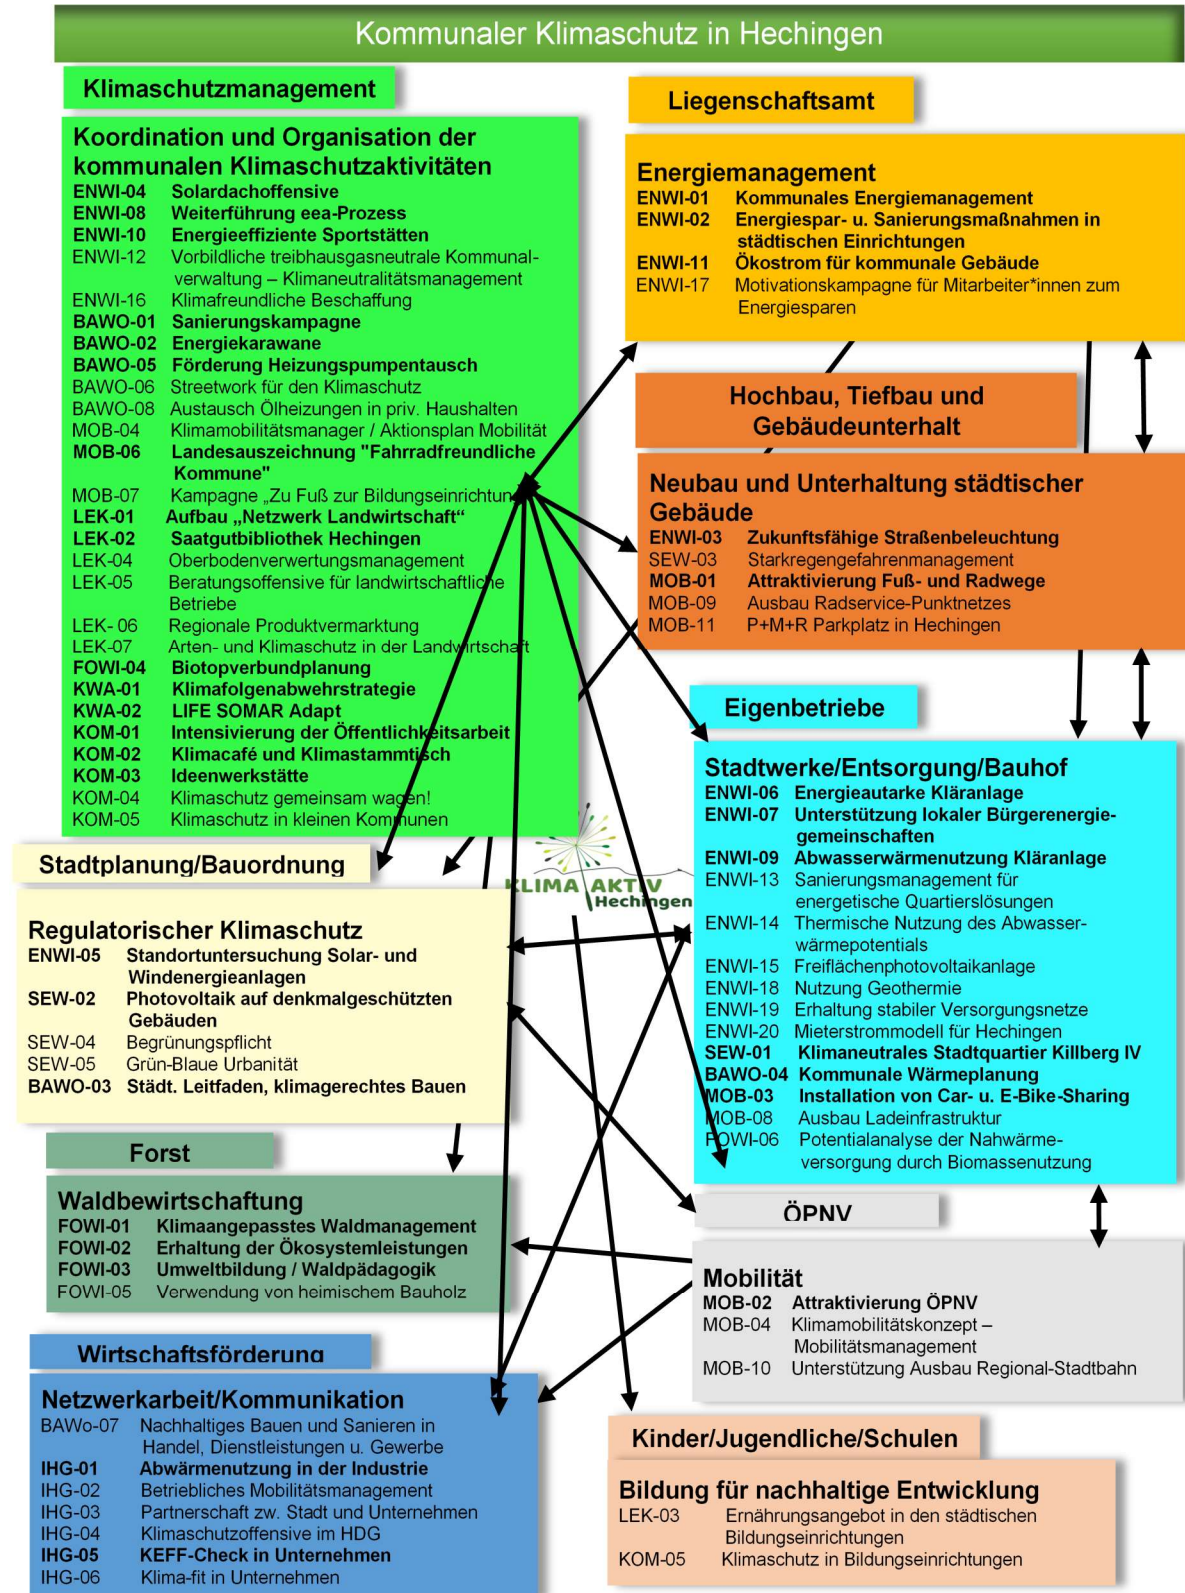 Kommunaler Klimaschutz in Hechingen
Klimaschutzmanagement
Koordination und Organisation der
kommunalen Klimaschutzaktivitäten
ENWI-04 Solardachoffensive
ENWI-08 Weiterführung eea-Prozess
ENWI-10 Energieeffiziente Sportstätten
ENWI-12 Vorbildliche treibhausgasneutrale Kommunal-
verwaltung – Klimaneutralitätsmanagement
ENWI-16 Klimafreundliche Beschaffung
BAWO-01 Sanierungskampagne
BAWO-02 Energiekarawane
BAWO-05 Förderung Heizungspumpentausch
BAWO-06 Streetwork für den Klimaschutz
BAWO-08 Austausch Ölheizungen in priv. Haushalten
MOB-04 Klimamobilitätsmanager / Aktionsplan Mobilität
MOB-06 Landesauszeichnung "Fahrradfreundliche
Kommune"
MOB-07 Kampagne „Zu Fuß zur Bildungseinrichtun
LEK-01 Aufbau „Netzwerk Landwirtschaft“
LEK-02 Saatgutbibliothek Hechingen
LEK-04 Oberbodenverwertungsmanagement
LEK-05 Beratungsoffensive für landwirtschaftliche
Betriebe
LEK- 06 Regionale Produktvermarktung
LEK-07 Arten- und Klimaschutz in der Landwirtschaft
FOWI-04 Biotopverbundplanung
KWA-01 Klimafolgenabwehrstrategie
KWA-02 LIFE SOMAR Adapt
KOM-01 Intensivierung der Öffentlichkeitsarbeit
KOM-02 Klimacafé und Klimastammtisch
KOM-03 Ideenwerkstätte
KOM-04 Klimaschutz gemeinsam wagen!
KOM-05 Klimaschutz in kleinen Kommunen
Stadtplanung/Bauordnung
Regulatorischer Klimaschutz
ENWI-05 Standortuntersuchung Solar- und
Windenergieanlagen
SEW-02 Photovoltaik auf denkmalgeschützten
Gebäuden
SEW-04 Begrünungspflicht
SEW-05 Grün-Blaue Urbanität
BAWO-03 Städt. Leitfaden, klimagerechtes Bauen
Forst
Waldbewirtschaftung
FOWI-01 Klimaangepasstes Waldmanagement
FOWI-02 Erhaltung der Ökosystemleistungen
FOWI-03 Umweltbildung / Waldpädagogik
FOWI-05 Verwendung von heimischem Bauholz
Wirtschaftsförderung
Netzwerkarbeit/Kommunikation
BAWo-07 Nachhaltiges Bauen und Sanieren in
Handel, Dienstleistungen u. Gewerbe
IHG-01 Abwärmenutzung in der Industrie
IHG-02 Betriebliches Mobilitätsmanagement
IHG-03 Partnerschaft zw. Stadt und Unternehmen
IHG-04 Klimaschutzoffensive im HDG
IHG-05 KEFF-Check in Unternehmen
IHG-06 Klima-fit in Unternehmen
KLIMA AKTIV
Hechingen
Liegenschaftsamt
Energiemanagement
ENWI-01 Kommunales Energiemanagement
ENWI-02 Energiespar- u. Sanierungsmaßnahmen in
städtischen Einrichtungen
ENWI-11 Ökostrom für kommunale Gebäude
ENWI-17 Motivationskampagne für Mitarbeiter*innen zum
Energiesparen
Hochbau, Tiefbau und
Gebäudeunterhalt
Neubau und Unterhaltung städtischer
Gebäude
ENWI-03 Zukunftsfähige Straßenbeleuchtung
SEW-03 Starkregengefahrenmanagement
MOB-01 Attraktivierung Fuß- und Radwege
MOB-09 Ausbau Radservice-Punktnetzes
MOB-11 P+M+R Parkplatz in Hechingen
Eigenbetriebe
Stadtwerke/Entsorgung/Bauhof
ENWI-06 Energieautarke Kläranlage
ENWI-07 Unterstützung lokaler Bürgerenergie-
gemeinschaften
ENWI-09 Abwasserwärmenutzung Kläranlage
ENWI-13 Sanierungsmanagement für
energetische Quartierslösungen
ENWI-14 Thermische Nutzung des Abwasser-
wärmepotentials
ENWI-15 Freiflächenphotovoltaikanlage
ENWI-18 Nutzung Geothermie
ENWI-19 Erhaltung stabiler Versorgungsnetze
ENWI-20 Mieterstrommodell für Hechingen
SEW-01 Klimaneutrales Stadtquartier Killberg IV
BAWO-04 Kommunale Wärmeplanung
MOB-03 Installation von Car- u. E-Bike-Sharing
MOB-08 Ausbau Ladeinfrastruktur
FOWI-06 Potentialanalyse der Nahwärme-
versorgung durch Biomassenutzung
ÖPNV
Mobilität
MOB-02 Attraktivierung ÖPNV
MOB-04 Klimamobilitätskonzept –
Mobilitätsmanagement
MOB-10 Unterstützung Ausbau Regional-Stadtbahn
Kinder/Jugendliche/Schulen
Bildung für nachhaltige Entwicklung
LEK-03 Ernährungsangebot in den städtischen
Bildungseinrichtungen
KOM-05 Klimaschutz in Bildungseinrichtungen